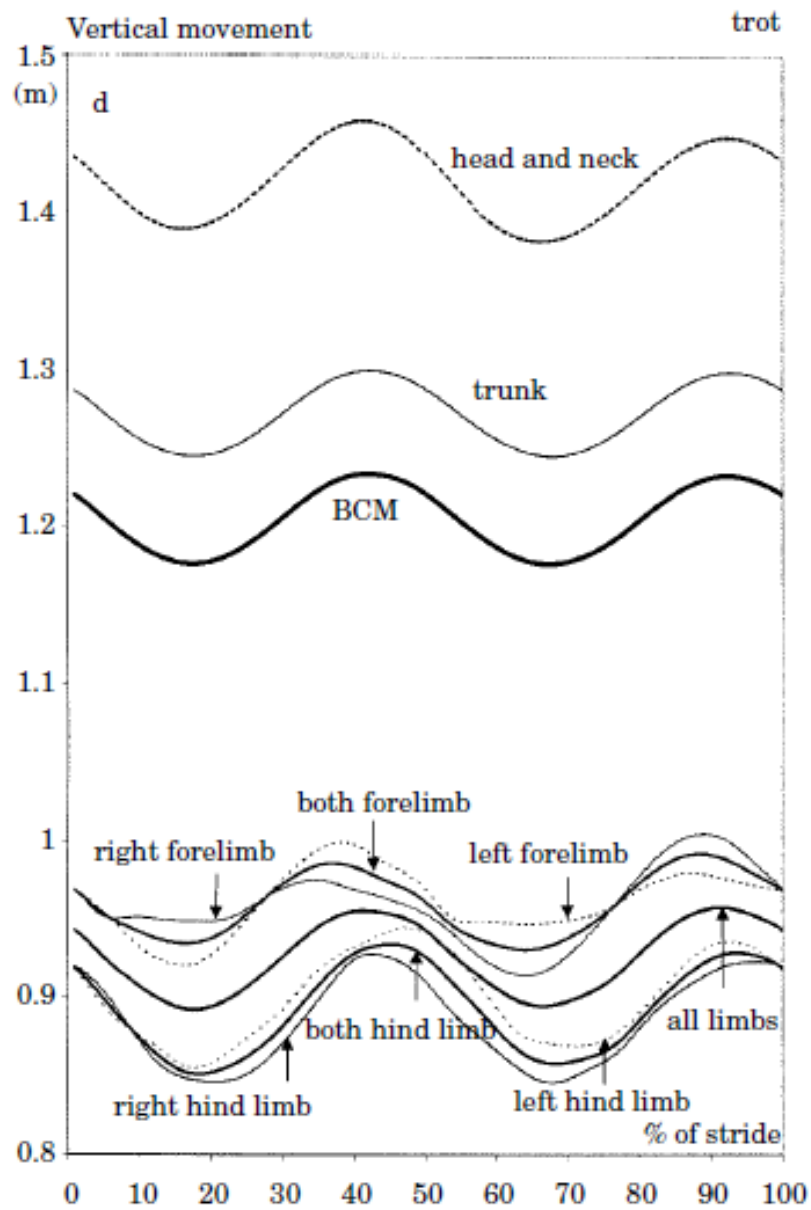 Vertical movement trot
1.5
(m)
d
head and neck
1.4
1.3
trunk
1.2
BCM
1.1
both forelimb
1
right forelimb
left forelimb
0.9
both hind limb
all limbs
right hind limb
left hind limb
% of stride
0.8
0 10 20 30 40 50 60 70 80 90 100